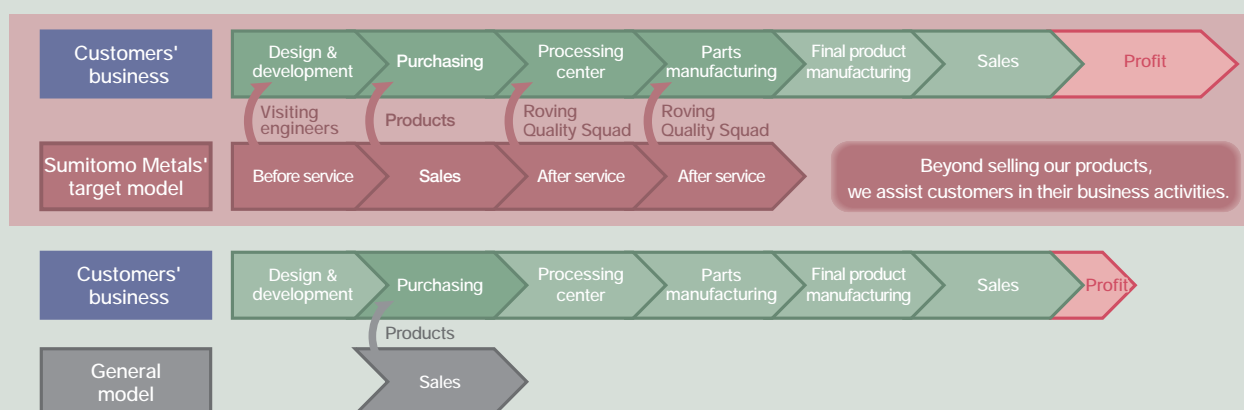 Customers'
business
Design &
development
Purchasing
Processing
center
Parts
manufacturing
Final product
manufacturing
Sales
Profit
Visiting
engineers
Products
Roving
Quality Squad
Roving
Quality Squad
Sumitomo Metals'
target model
Before service
Sales
After service
After service
Beyond selling our products,
we assist customers in their business activities.
Customers'
business
Design &
development
Purchasing
Processing
center
Parts
manufacturing
Final product
manufacturing
Sales
Profit
Products
General
model
Sales